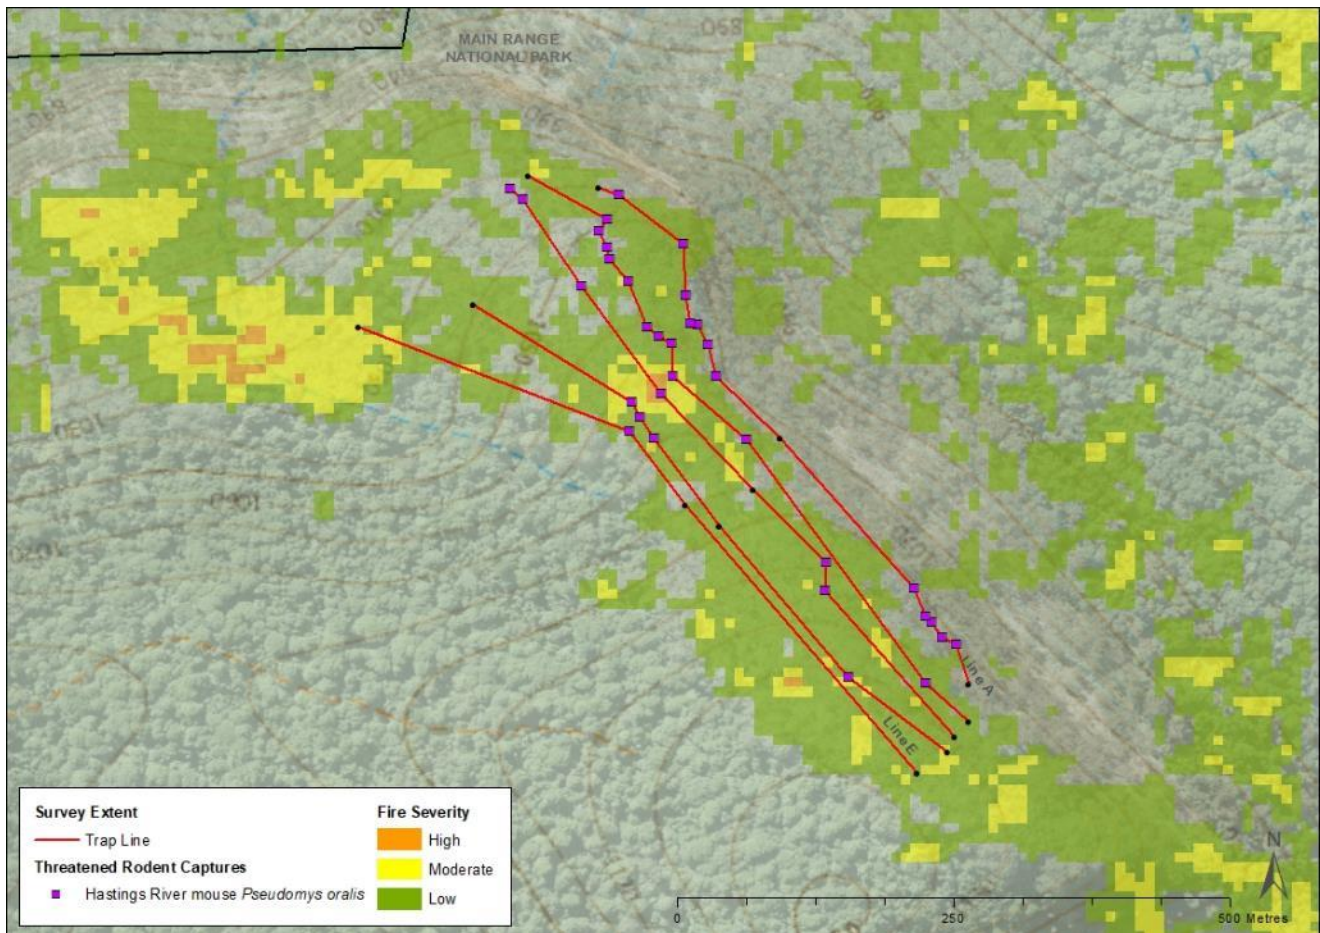 MAIN RANGE
NATIONAL PARK
Line A
Line E
Survey Extent
Trap Line
Threatened Rodent Captures
Hastings River mouse Pseudomys oralis
Fire Severity
High
Moderate
Low
N
0 250 500 Metres